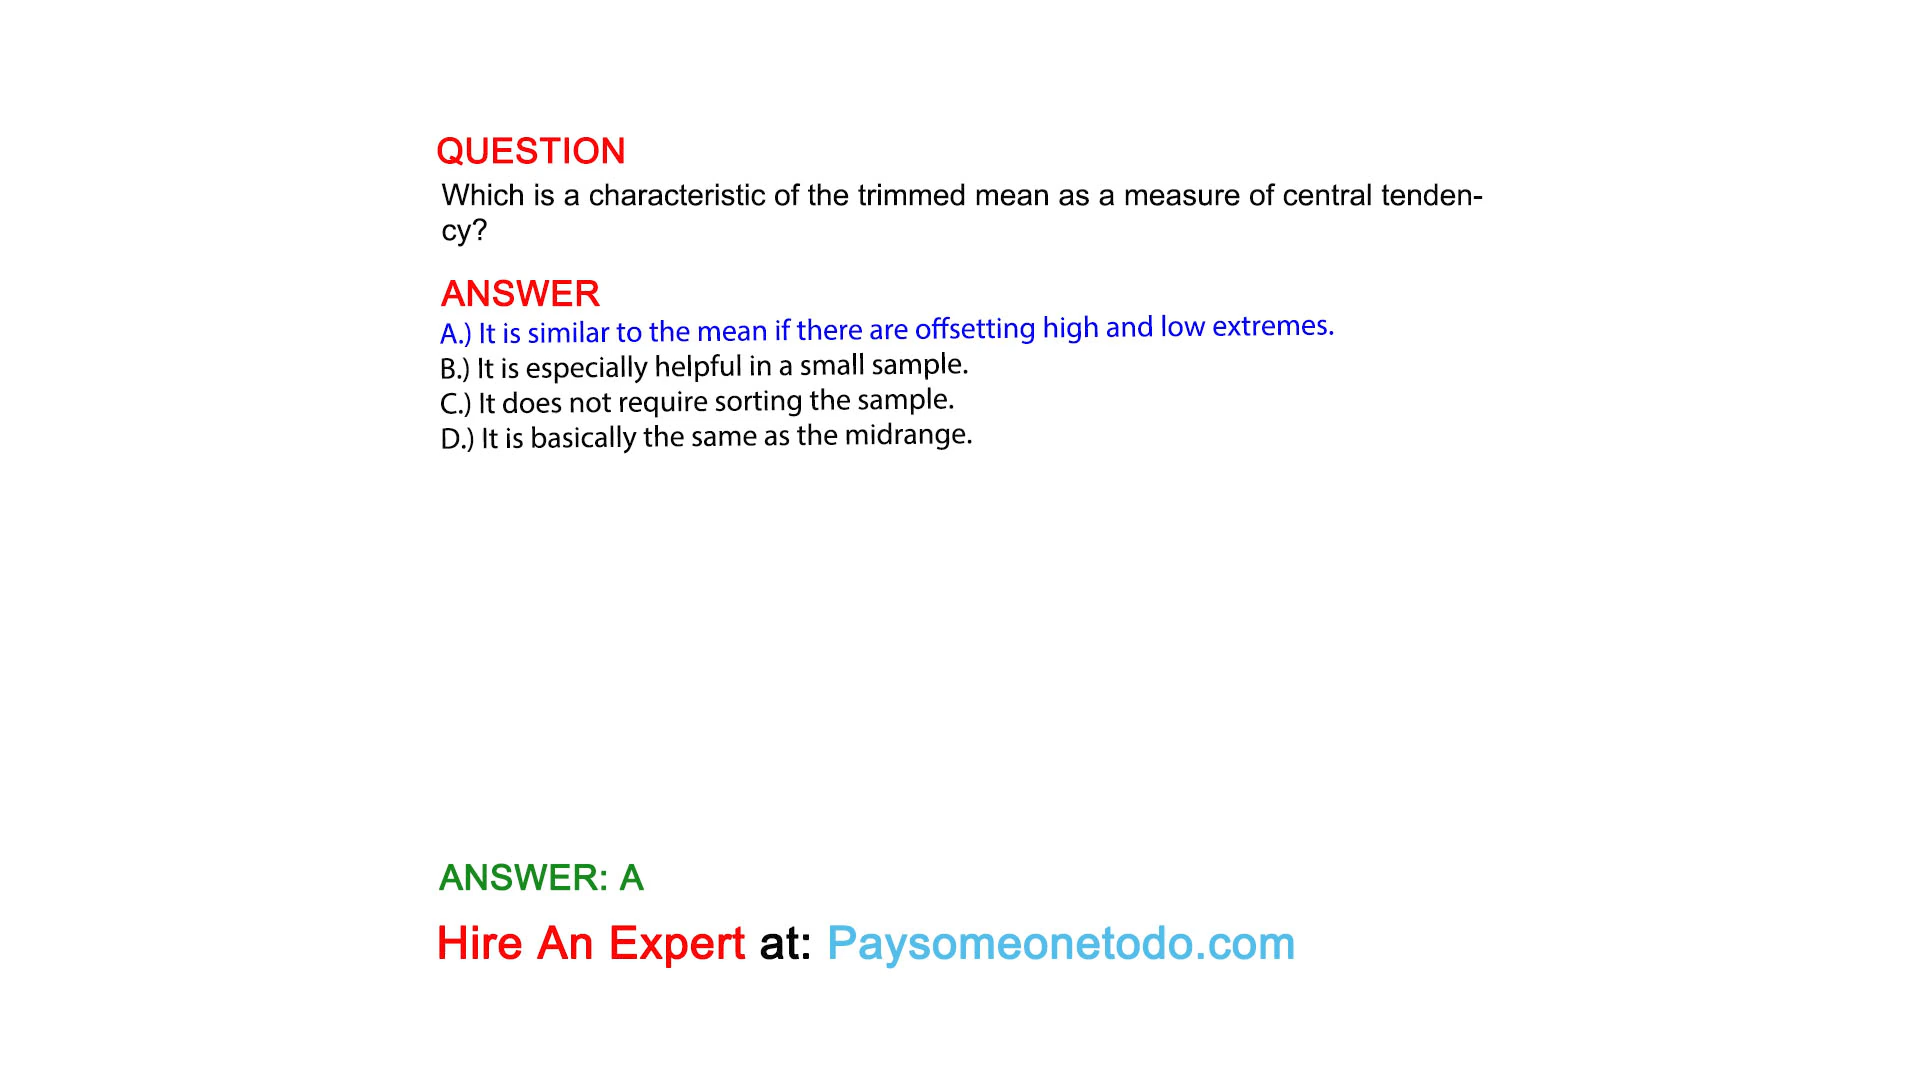 QUESTION
Which is a characteristic of the trimmed mean as a measure of central tenden-
cy?
ANSWER
A.) It is similar to the mean if there are offsetting high and low extremes.
B.) It is especially helpful in a small sample.
C.) It does not require sorting the sample.
D.) It is basically the same as the midrange.
ANSWER: A
Hire An Expert at: Paysomeonetodo.com